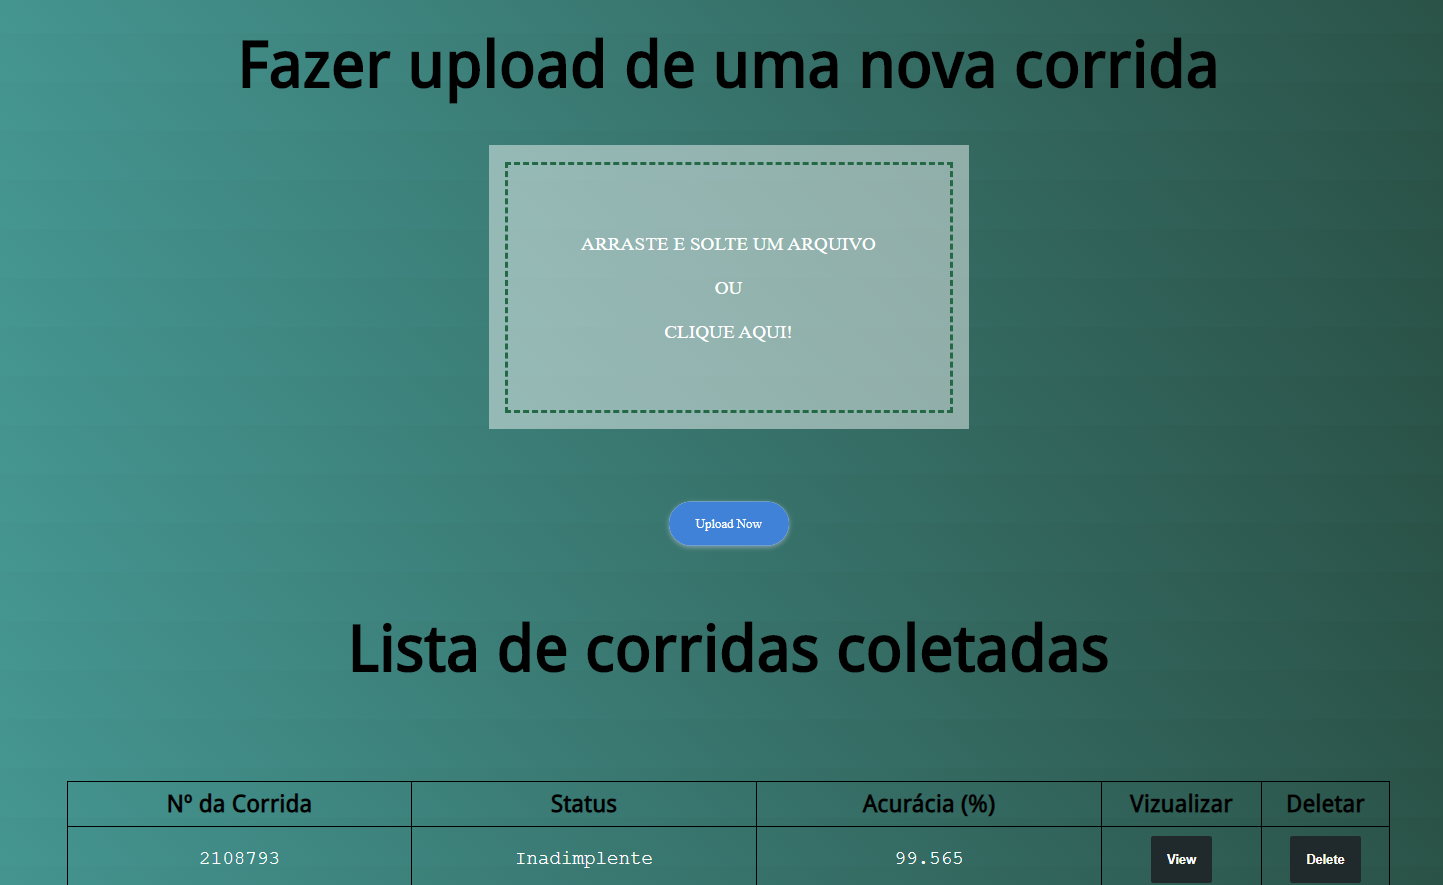 Fazer upload de uma nova corrida
ARRASTE E SOLTE UM ARQUIVO
OU
CLIQUE AQUI!
Upload Now
Lista de corridas coletadas
Nº da Corrida Status Acurácia (%) Vizualizar Deletar
2108793 Inadimplente 99.565 View Delete